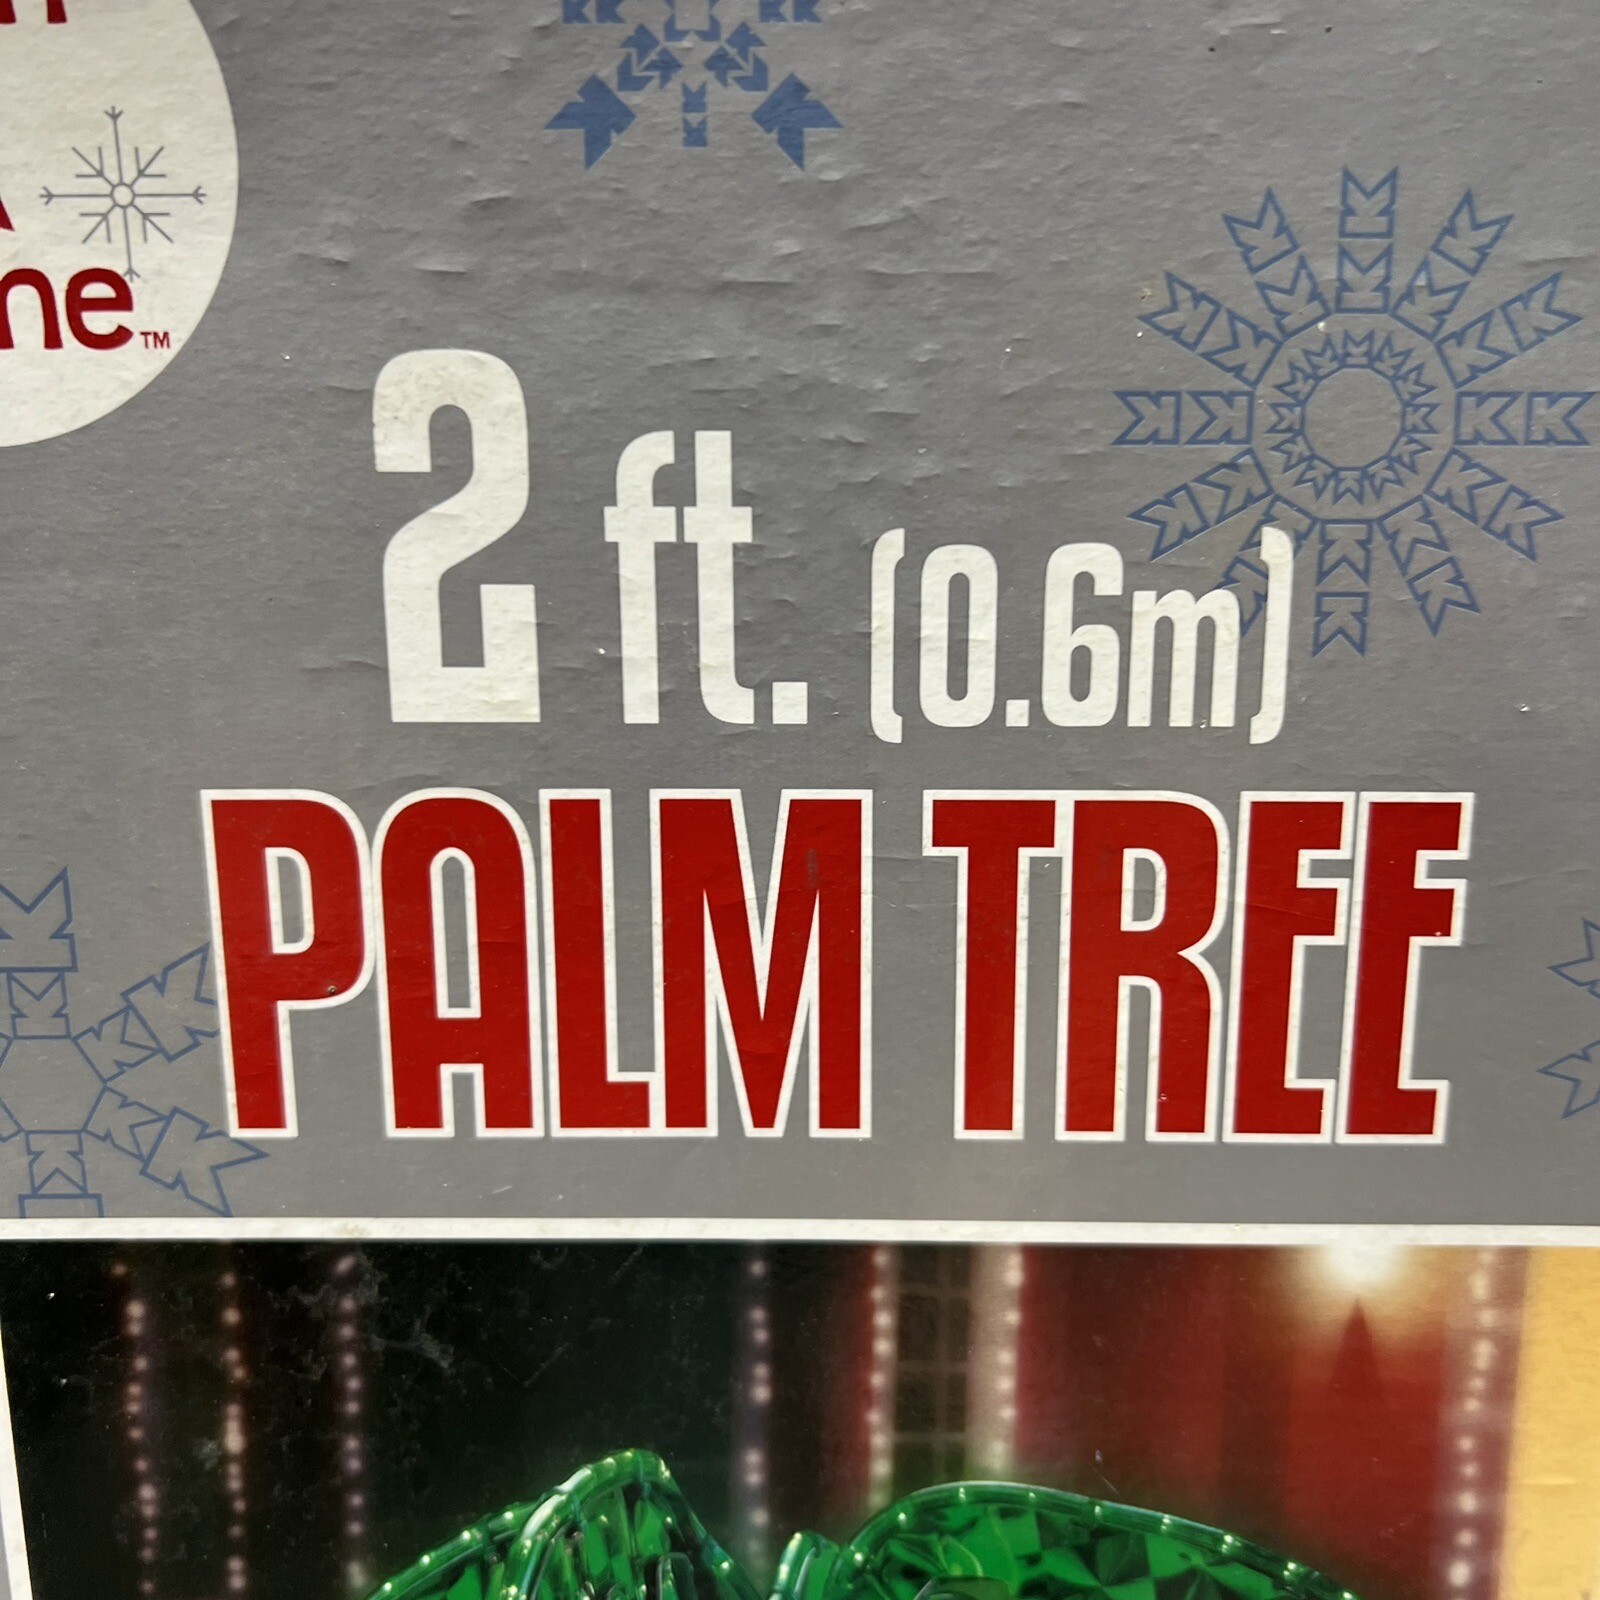 ne™
2 ft. (0.6m)
PALM TREE